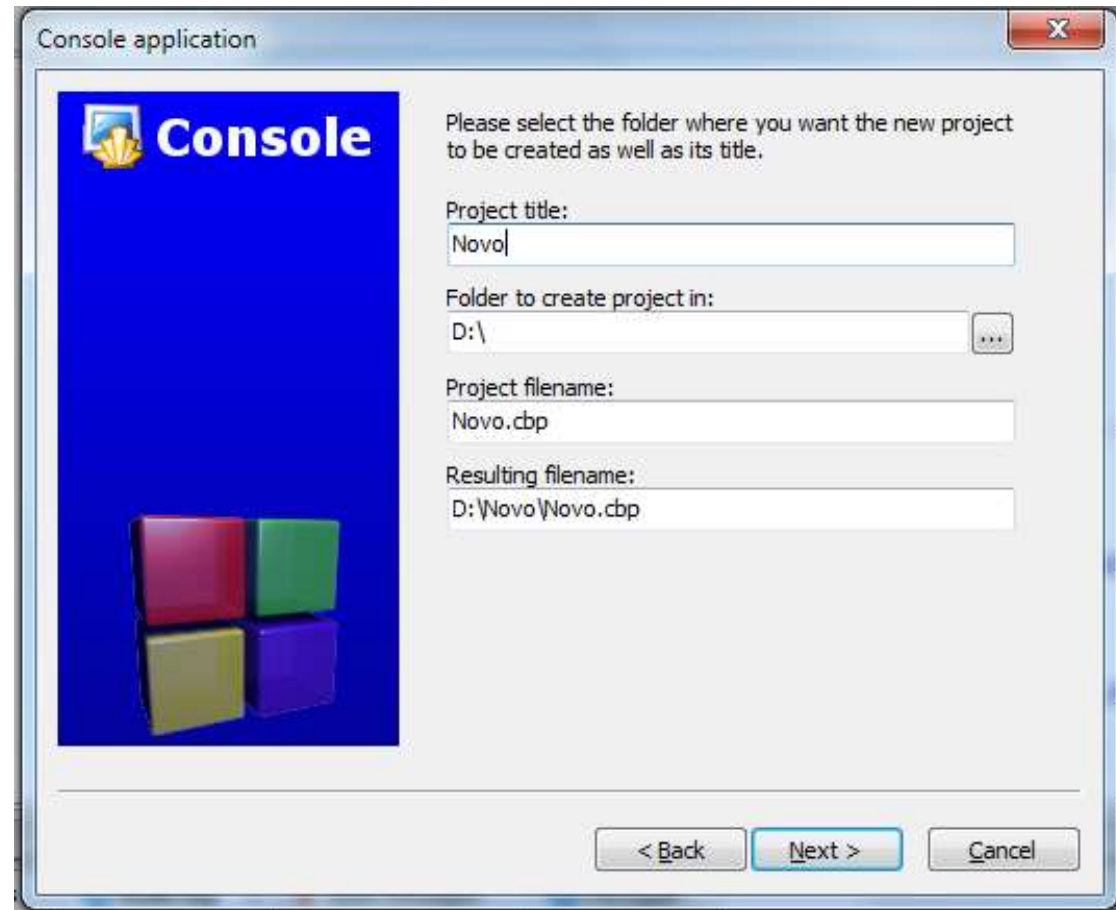 Console application
X
Console
Please select the folder where you want the new project
to be created as well as its title.
Project title:
Novo
Folder to create project in:
D:\
...
Project filename:
Novo.cbp
Resulting filename:
D:\Novo\Novo.cbp
< Back
Next >
Cancel